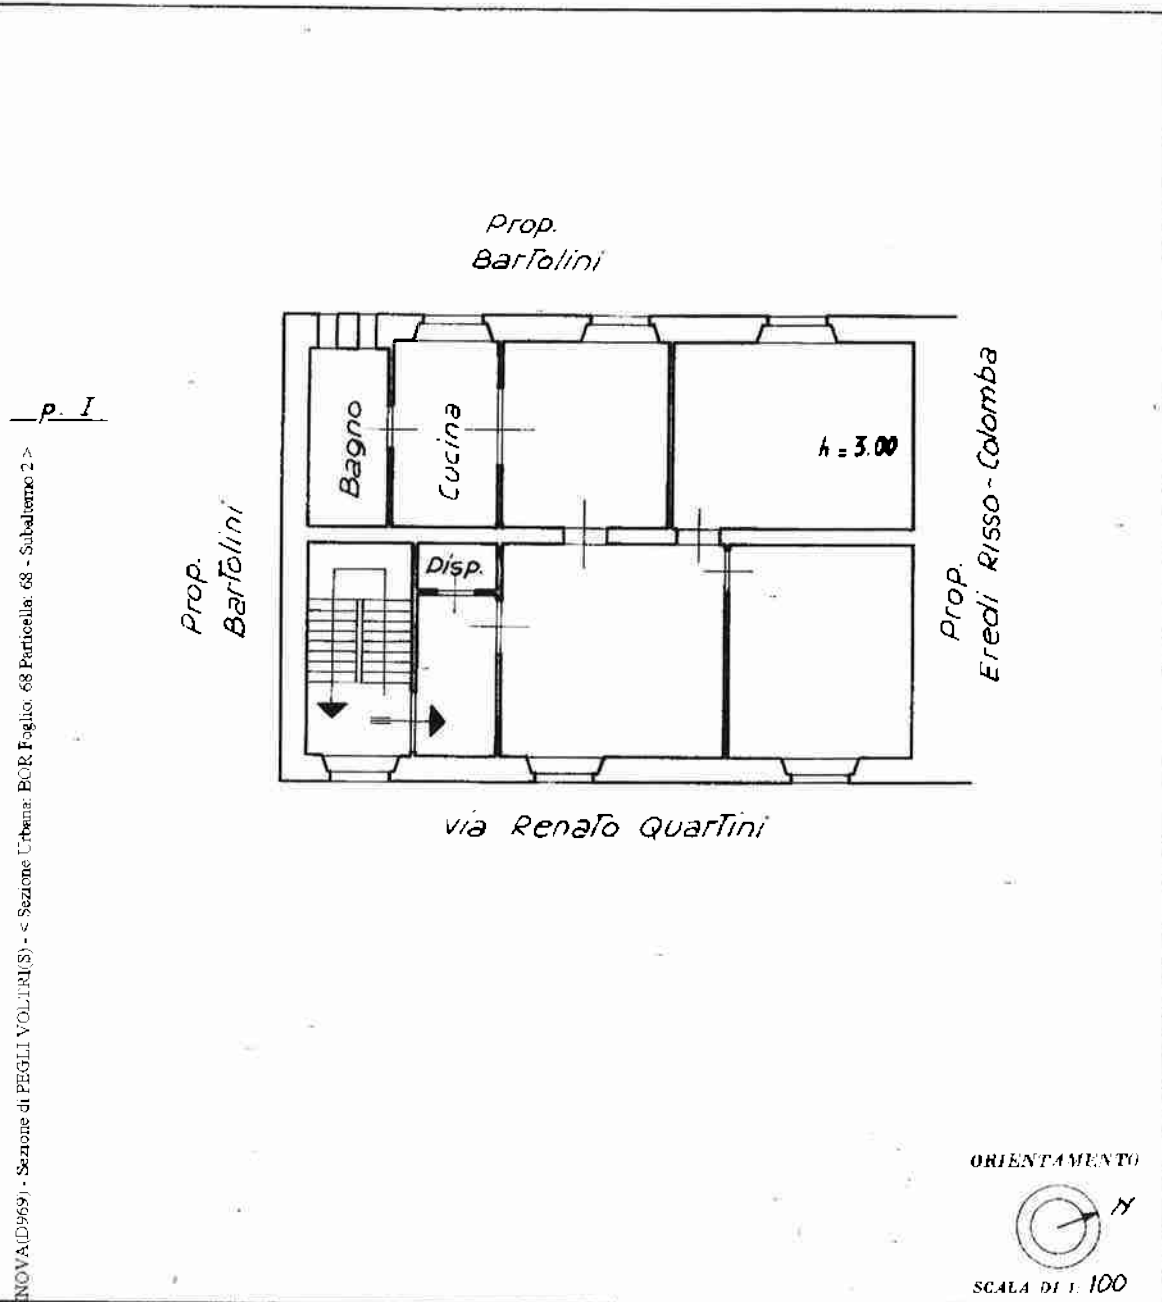 Prop.
Bartolini
p. I
Bagno
Cucina
h = 3.00
Prop.
Eredi Risso-Colomba
Prop.
Bartolini
Disp.
via Renato Quartini
NOVA(D969) - Sezione di PEGLI VOLTRI(S) - < Sezione Urbana: BOR Foglio: 68 Particella: 68 - Subalterno 2 >
ORIENTAMENTO
N
SCALA DI 1: 100